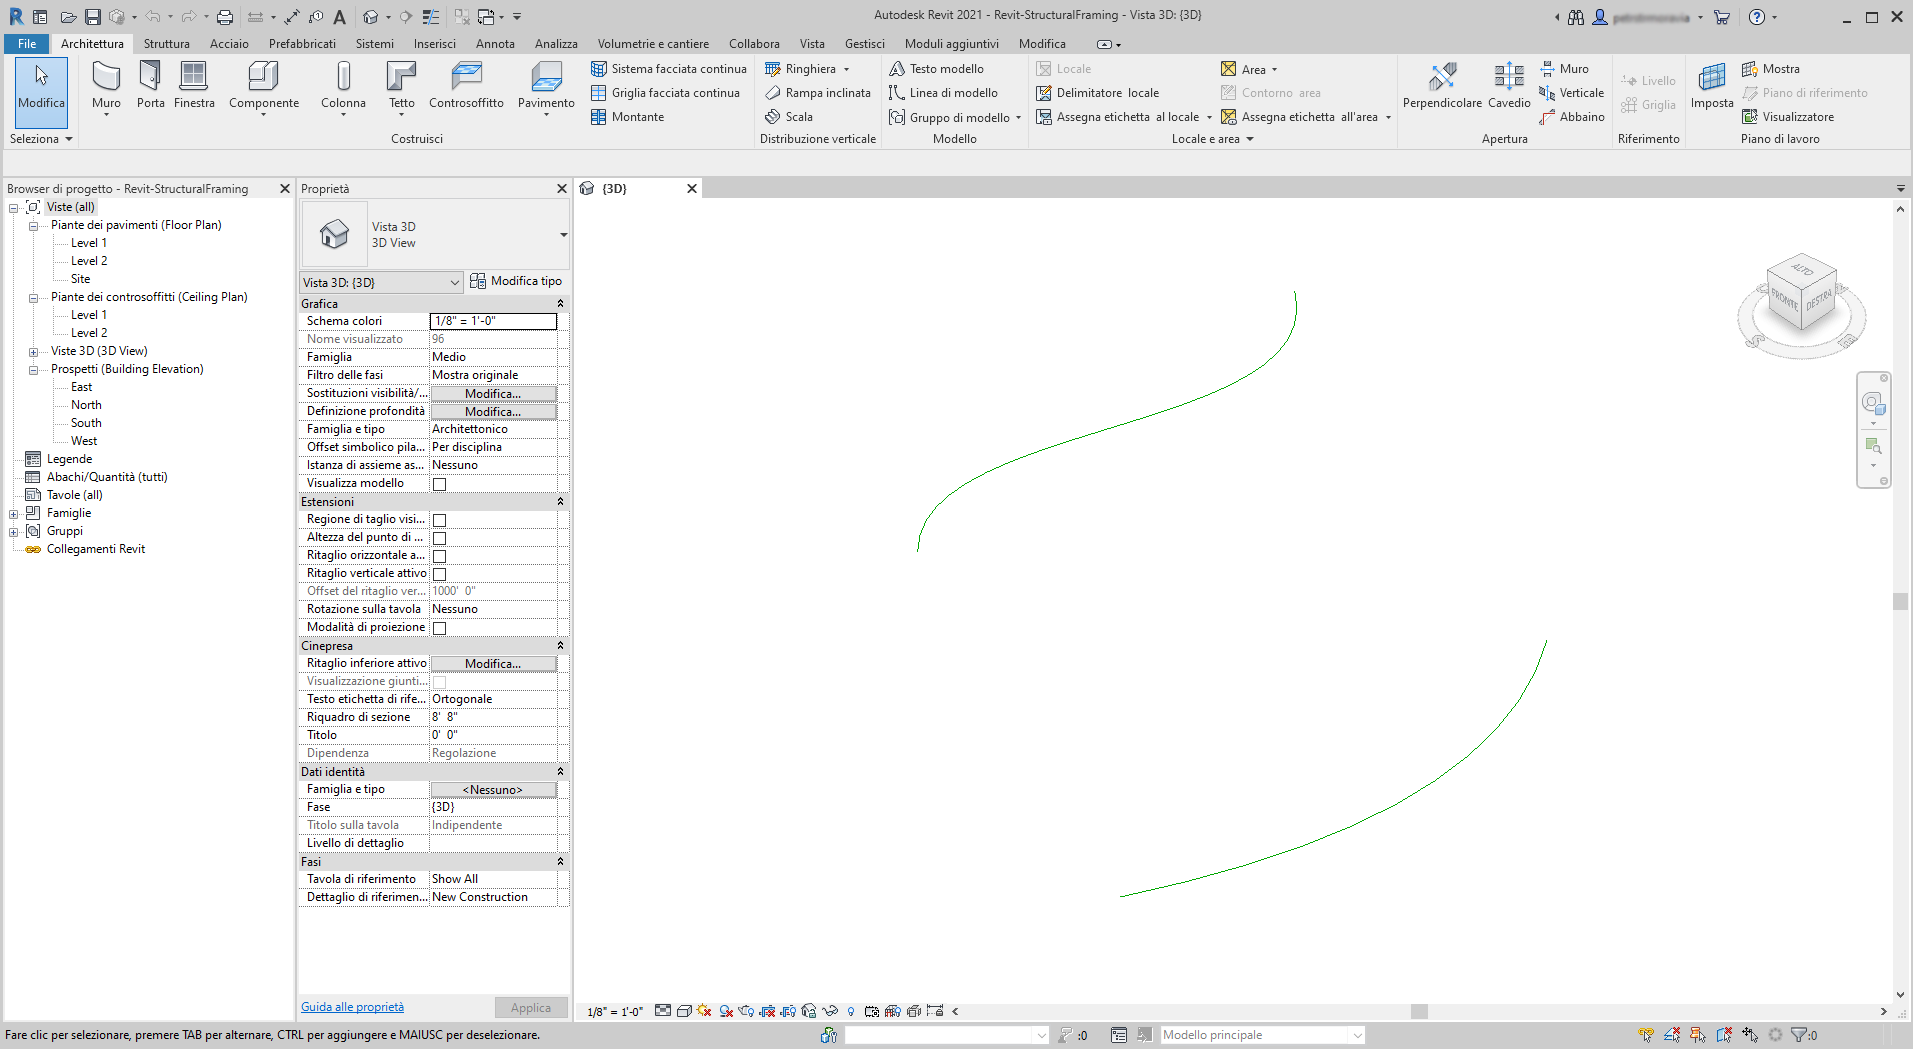 Autodesk Revit 2021 - Revit-StructuralFraming - Vista 3D: {3D}
File Architettura Struttura Acciaio Prefabbricati Sistemi Inserisci Annota Analizza Volumetrie e cantiere Collabora Vista Gestisci Moduli aggiuntivi Modifica
Modifica
Seleziona
Muro Porta Finestra Componente Colonna Tetto Controsoffitto Pavimento
Sistema facciata continua
Griglia facciata continua
Montante
Costruisci
Ringhiera
Rampa inclinata
Scala
Distribuzione verticale
Testo modello
Linea di modello
Gruppo di modello
Modello
Locale
Delimitatore locale
Assegna etichetta al locale
Area
Contorno area
Assegna etichetta all'area
Locale e area
Perpendicolare Cavedio
Muro
Verticale
Abbaino
Apertura
Livello
Griglia
Riferimento
Imposta
Mostra
Piano di riferimento
Visualizzatore
Piano di lavoro
Browser di progetto - Revit-StructuralFraming
Viste (all)
Piante dei pavimenti (Floor Plan)
Level 1
Level 2
Site
Piante dei controsoffitti (Ceiling Plan)
Level 1
Level 2
Viste 3D (3D View)
Prospetti (Building Elevation)
East
North
South
West
Legende
Abachi/Quantità (tutti)
Tavole (all)
Famiglie
Gruppi
Collegamenti Revit
Proprietà
Vista 3D
3D View
Vista 3D: {3D} Modifica tipo
Grafica
Schema colori 1/8" = 1'-0"
Nome visualizzato 96
Famiglia Medio
Filtro delle fasi Mostra originale
Sostituzioni visibilità/... Modifica...
Definizione profondità Modifica...
Famiglia e tipo Architettonico
Offset simbolico pila... Per disciplina
Istanza di assieme as... Nessuno
Visualizza modello
Estensioni
Regione di taglio visi...
Altezza del punto di ...
Ritaglio orizzontale a...
Ritaglio verticale attivo
Offset del ritaglio ver... 1000' 0"
Rotazione sulla tavola Nessuno
Modalità di proiezione
Cinepresa
Ritaglio inferiore attivo Modifica...
Visualizzazione giunti...
Testo etichetta di rife... Ortogonale
Riquadro di sezione 8' 8"
Titolo 0' 0"
Dipendenza Regolazione
Dati identità
Famiglia e tipo <Nessuno>
Fase {3D}
Titolo sulla tavola Indipendente
Livello di dettaglio
Fasi
Tavola di riferimento Show All
Dettaglio di riferimen... New Construction
Guida alle proprietà Applica
{3D}
ALTO
FRONTE
DESTRA
S
1/8" = 1'-0"
Fare clic per selezionare, premere TAB per alternare, CTRL per aggiungere e MAIUSC per deselezionare.
:0
Modello principale
:0